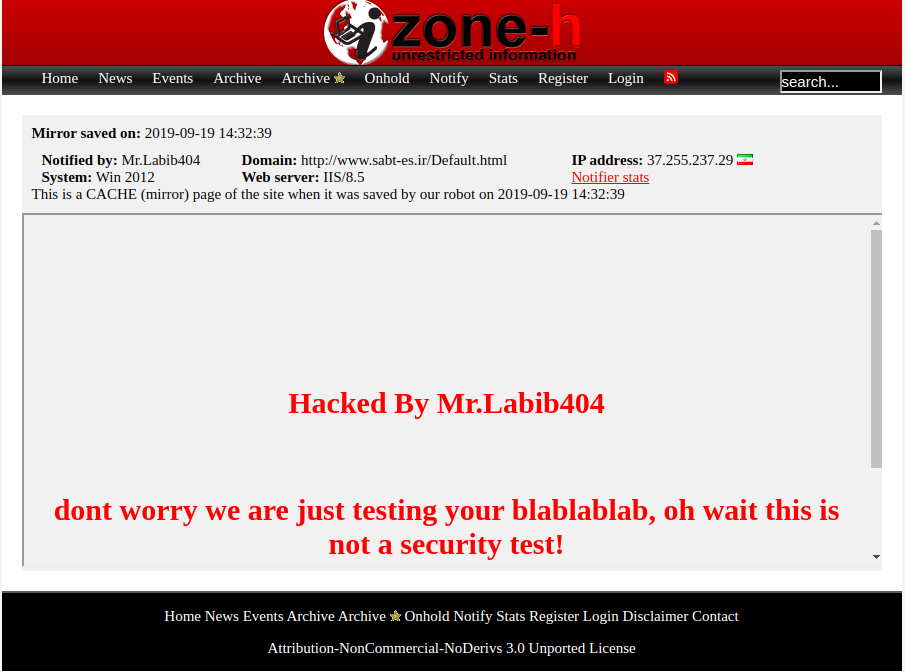 zone-h
unrestricted information
Home News Events Archive Archive Onhold Notify Stats Register Login search...
Mirror saved on: 2019-09-19 14:32:39
Notified by: Mr.Labib404 Domain: http://www.sabt-es.ir/Default.html IP address: 37.255.237.29
System: Win 2012 Web server: IIS/8.5 Notifier stats
This is a CACHE (mirror) page of the site when it was saved by our robot on 2019-09-19 14:32:39
Hacked By Mr.Labib404
dont worry we are just testing your blablablab, oh wait this is
not a security test!
Home News Events Archive Archive Onhold Notify Stats Register Login Disclaimer Contact
Attribution-NonCommercial-NoDerivs 3.0 Unported License